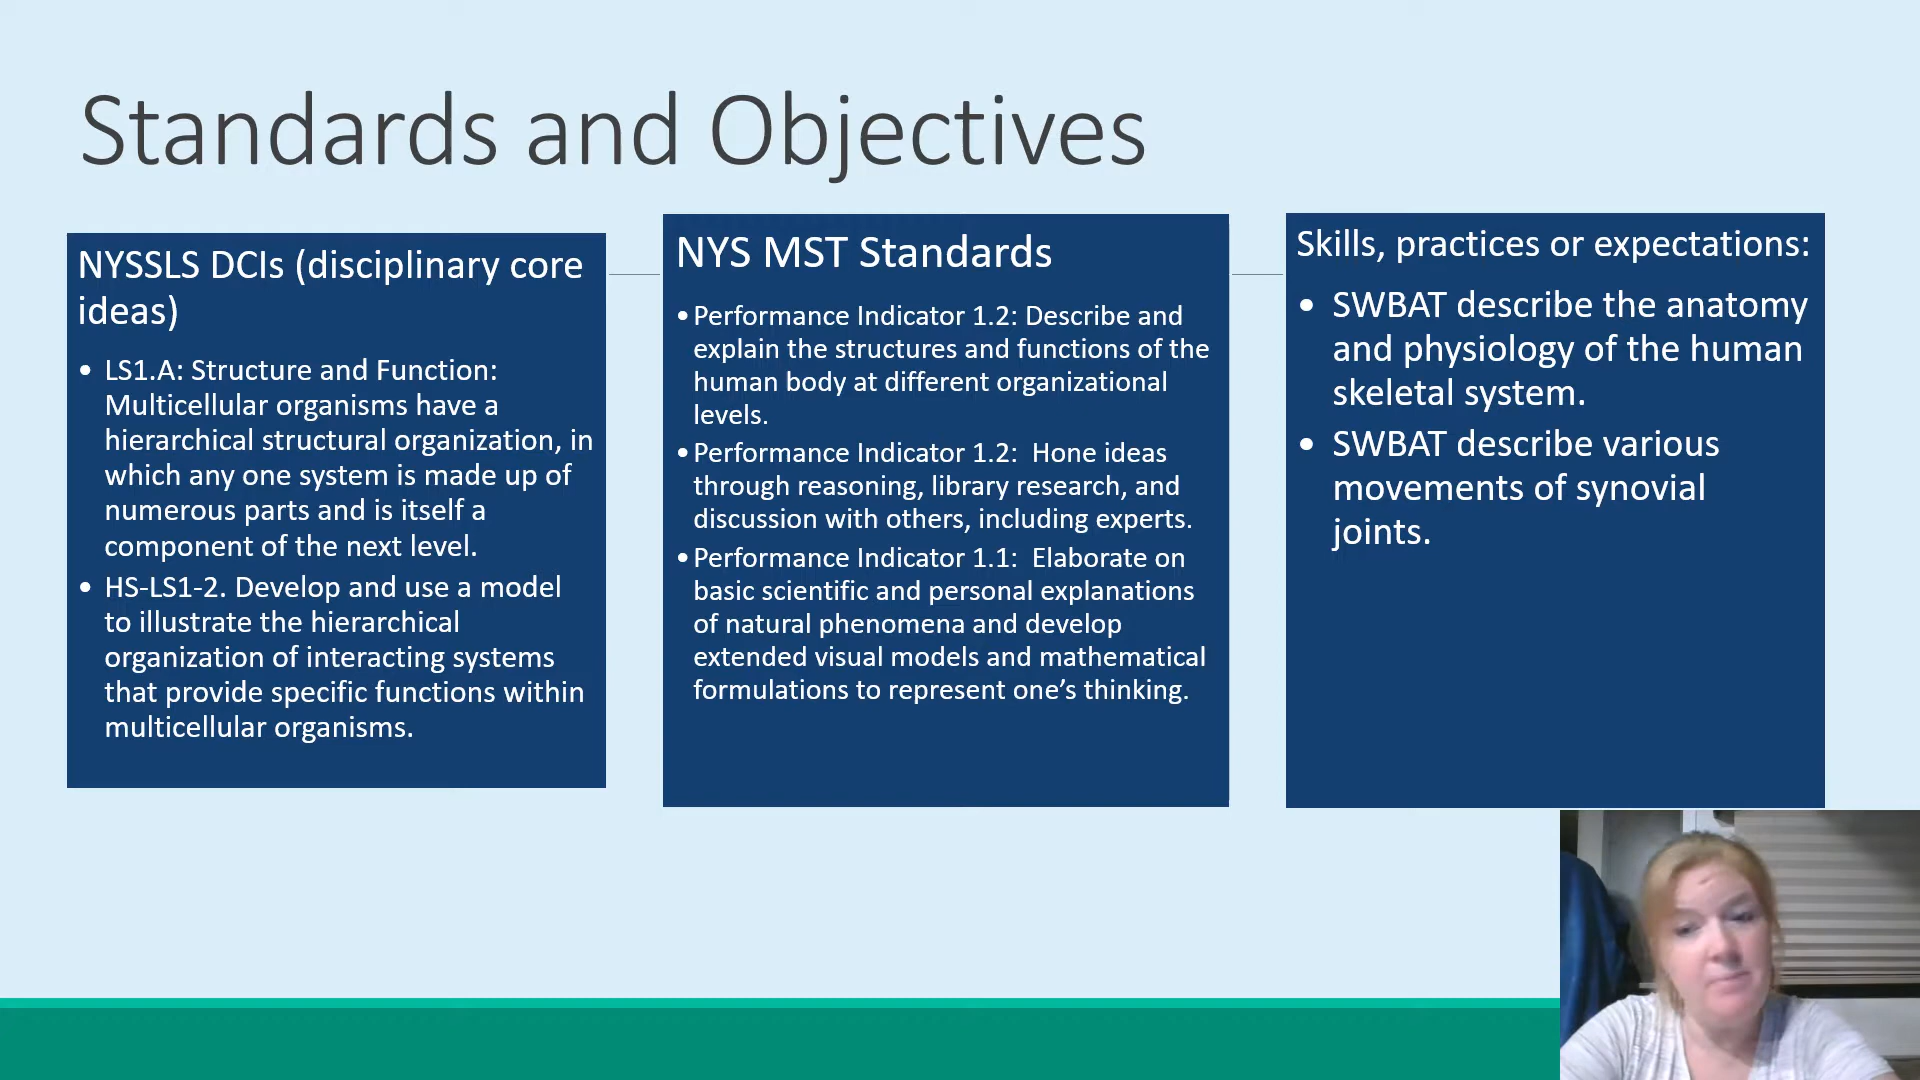 Standards and Objectives
NYSSLS DCIs (disciplinary core
ideas)
• LS1.A: Structure and Function:
Multicellular organisms have a
hierarchical structural organization, in
which any one system is made up of
numerous parts and is itself a
component of the next level.
• HS-LS1-2. Develop and use a model
to illustrate the hierarchical
organization of interacting systems
that provide specific functions within
multicellular organisms.
NYS MST Standards
• Performance Indicator 1.2: Describe and
explain the structures and functions of the
human body at different organizational
levels.
• Performance Indicator 1.2:  Hone ideas
through reasoning, library research, and
discussion with others, including experts.
• Performance Indicator 1.1:  Elaborate on
basic scientific and personal explanations
of natural phenomena and develop
extended visual models and mathematical
formulations to represent one’s thinking.
Skills, practices or expectations:
• SWBAT describe the anatomy
and physiology of the human
skeletal system.
• SWBAT describe various
movements of synovial
joints.